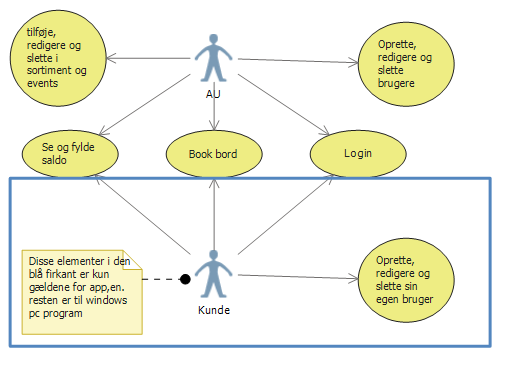 tilføje,
redigere og
slette i
sortiment og
events
Oprette,
redigere og
slette
brugere
AU
Se og fylde
saldo
Book bord
Login
Disse elementer i den
blå firkant er kun
gældene for app,en.
resten er til windows
pc program
Kunde
Oprette,
redigere og
slette sin
egen bruger